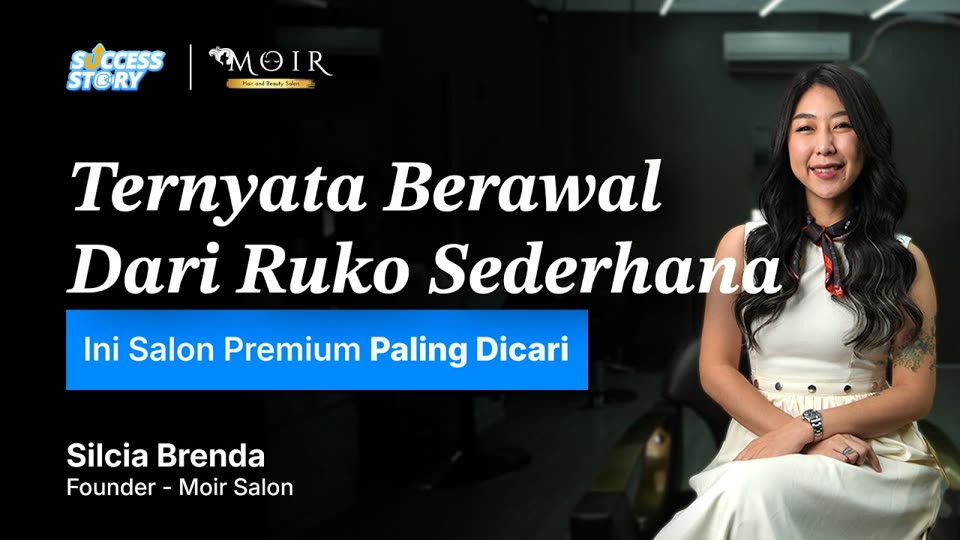 SUCCESS
STORY
MOIR
Hair and Beauty Salon
Ternyata Berawal
Dari Ruko Sederhana
Ini Salon Premium Paling Dicari
Silcia Brenda
Founder - Moir Salon